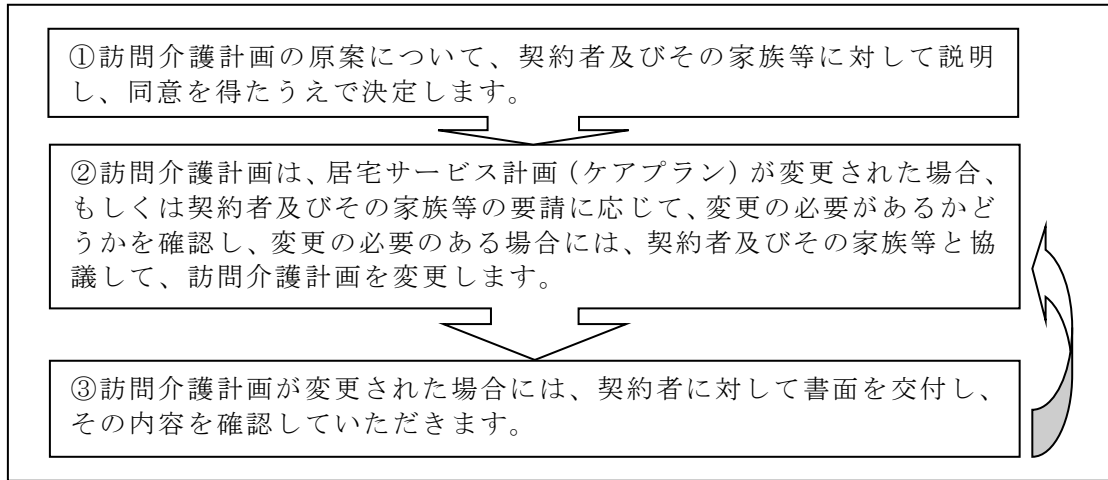 ①訪問介護計画の原案について、契約者及びその家族等に対して説明
し、同意を得たうえで決定します。
②訪問介護計画は、居宅サービス計画（ケアプラン）が変更された場合、
もしくは契約者及びその家族等の要請に応じて、変更の必要があるかど
うかを確認し、変更の必要のある場合には、契約者及びその家族等と協
議して、訪問介護計画を変更します。
③訪問介護計画が変更された場合には、契約者に対して書面を交付し、
その内容を確認していただきます。